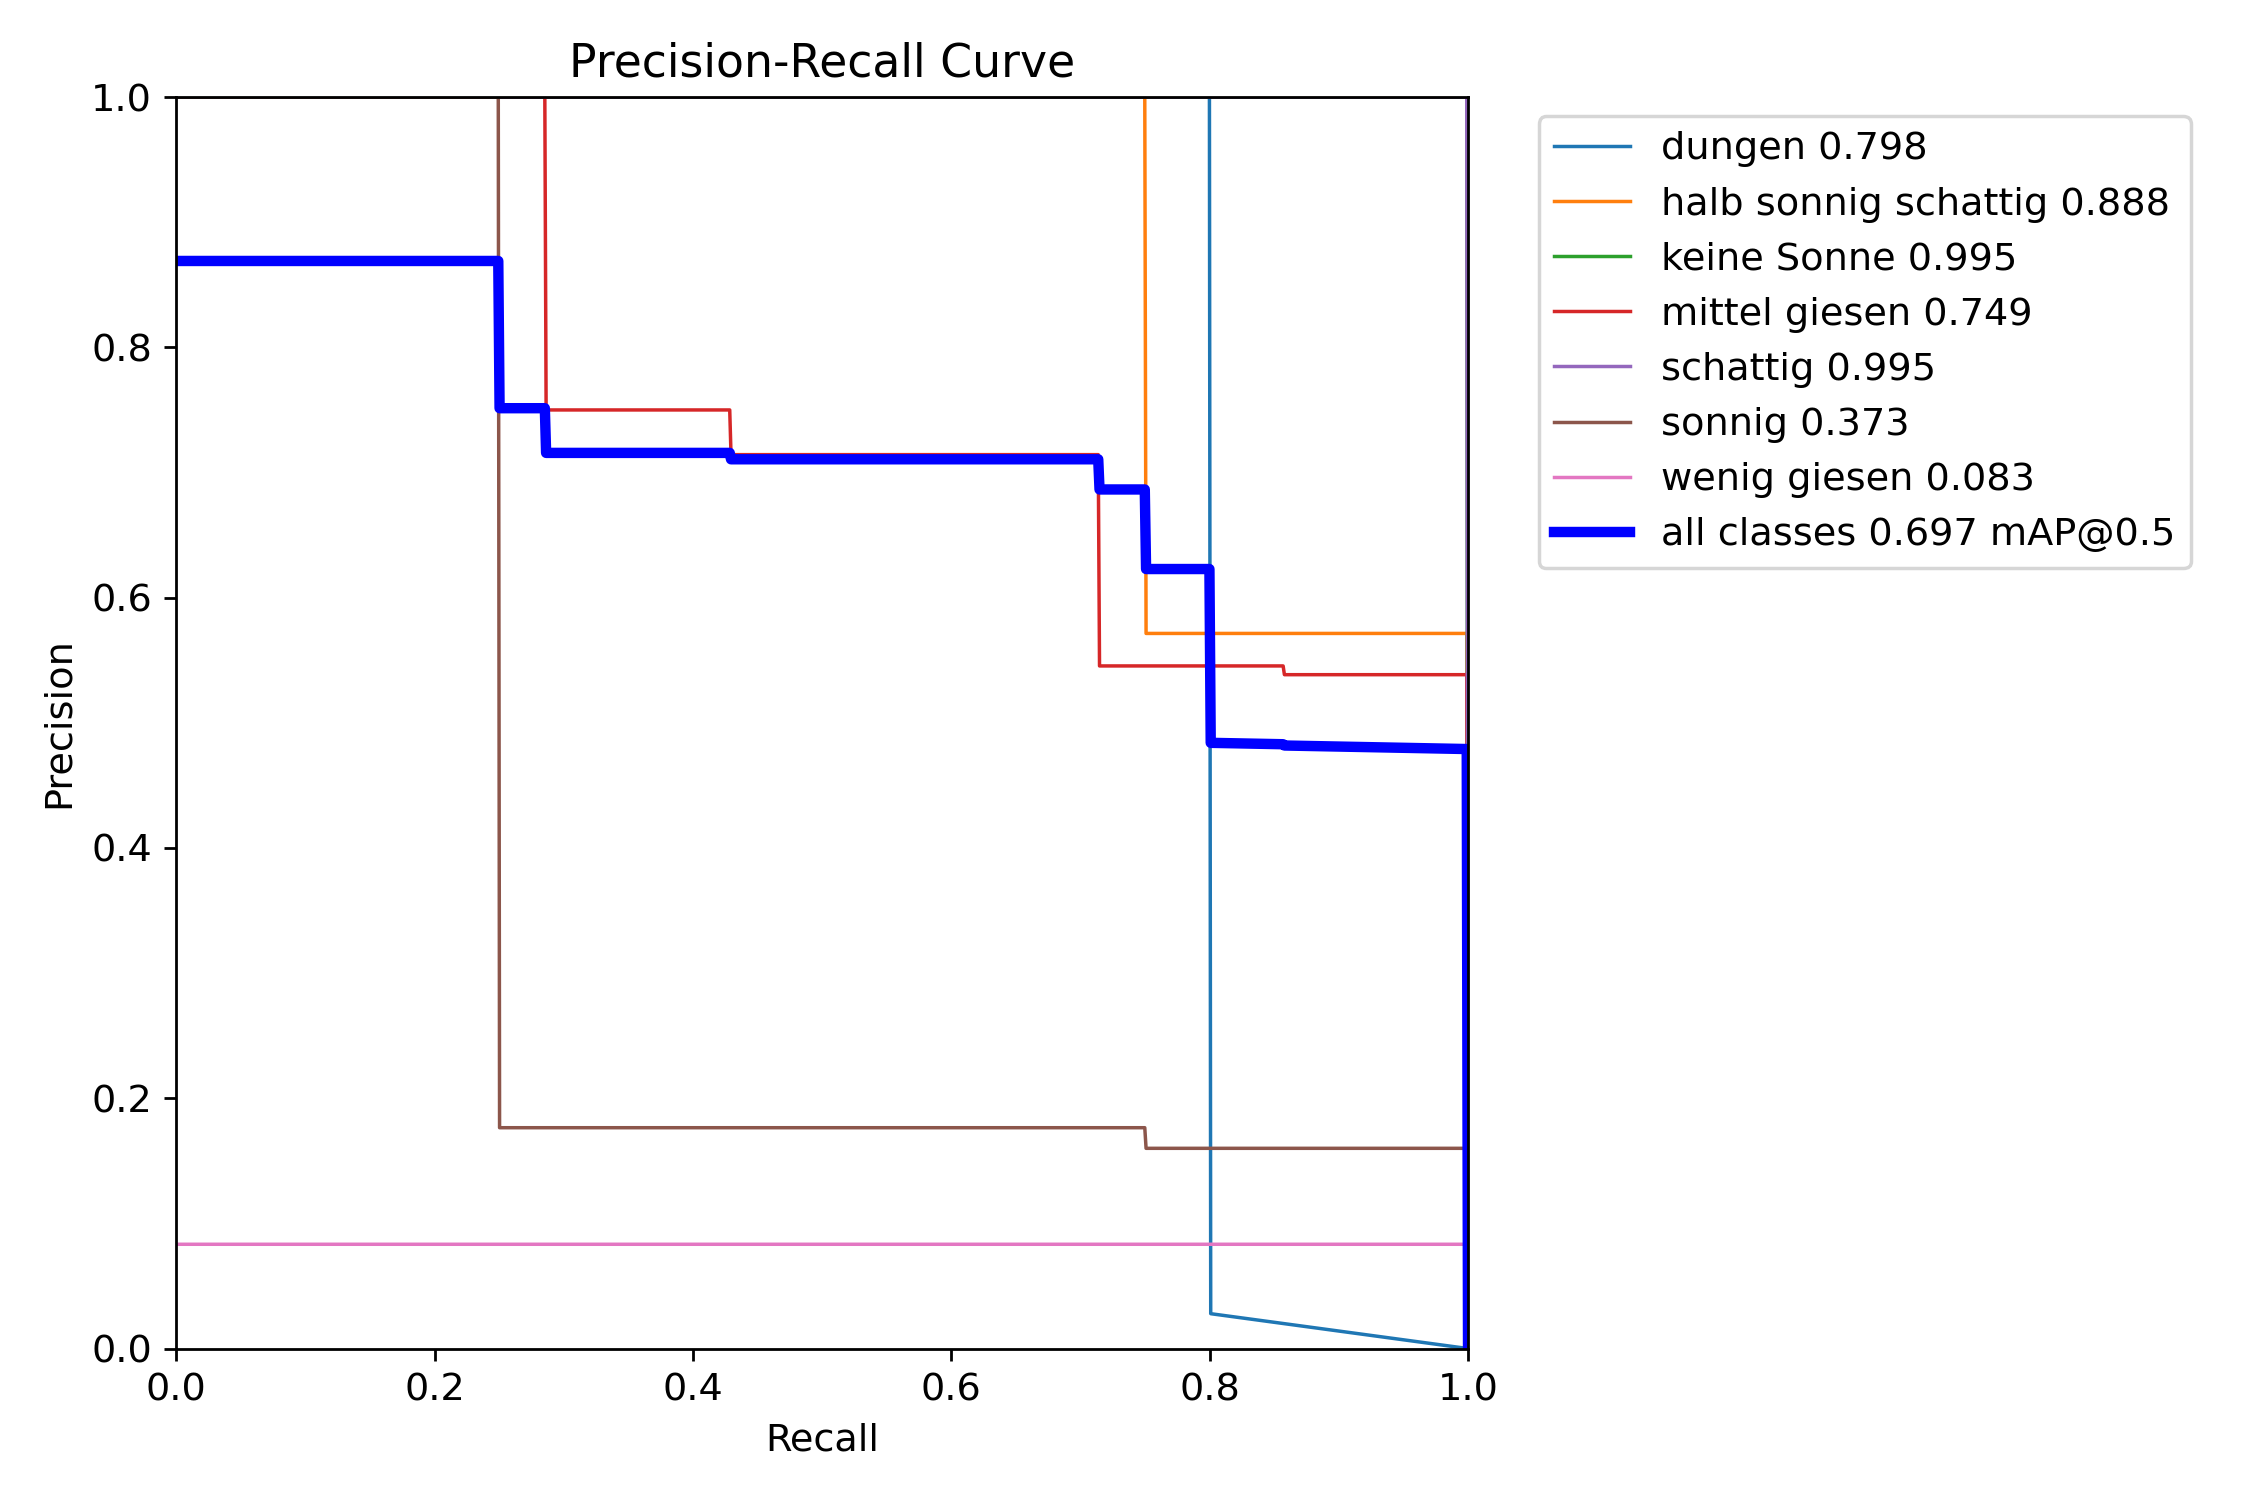 Precision-Recall Curve
1.0
0.8
0.6
0.4
0.2
0.0
Precision
0.0 0.2 0.4 0.6 0.8 1.0
Recall
dungen 0.798
halb sonnig schattig 0.888
keine Sonne 0.995
mittel giesen 0.749
schattig 0.995
sonnig 0.373
wenig giesen 0.083
all classes 0.697 mAP@0.5